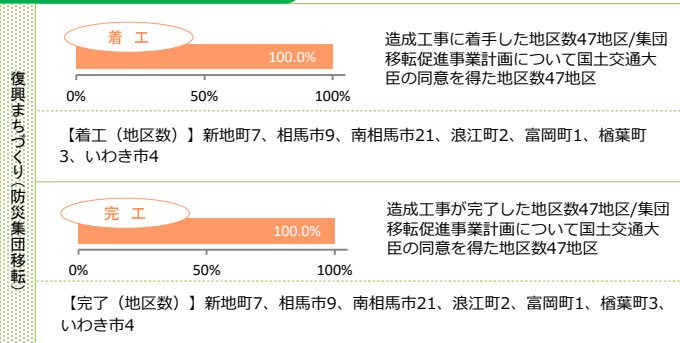 復興まちづくり(防災集団移転)
着 工
100.0%
0%
50%
100%
造成工事に着手した地区数47地区/集団
移転促進事業計画について国土交通大
臣の同意を得た地区数47地区
【着工（地区数）】新地町7、相馬市9、南相馬市21、浪江町2、富岡町1、楢葉町
3、いわき市4
完 工
100.0%
0%
50%
100%
造成工事が完了した地区数47地区/集団
移転促進事業計画について国土交通大
臣の同意を得た地区数47地区
【完了（地区数）】新地町7、相馬市9、南相馬市21、浪江町2、富岡町1、楢葉町3、
いわき市4